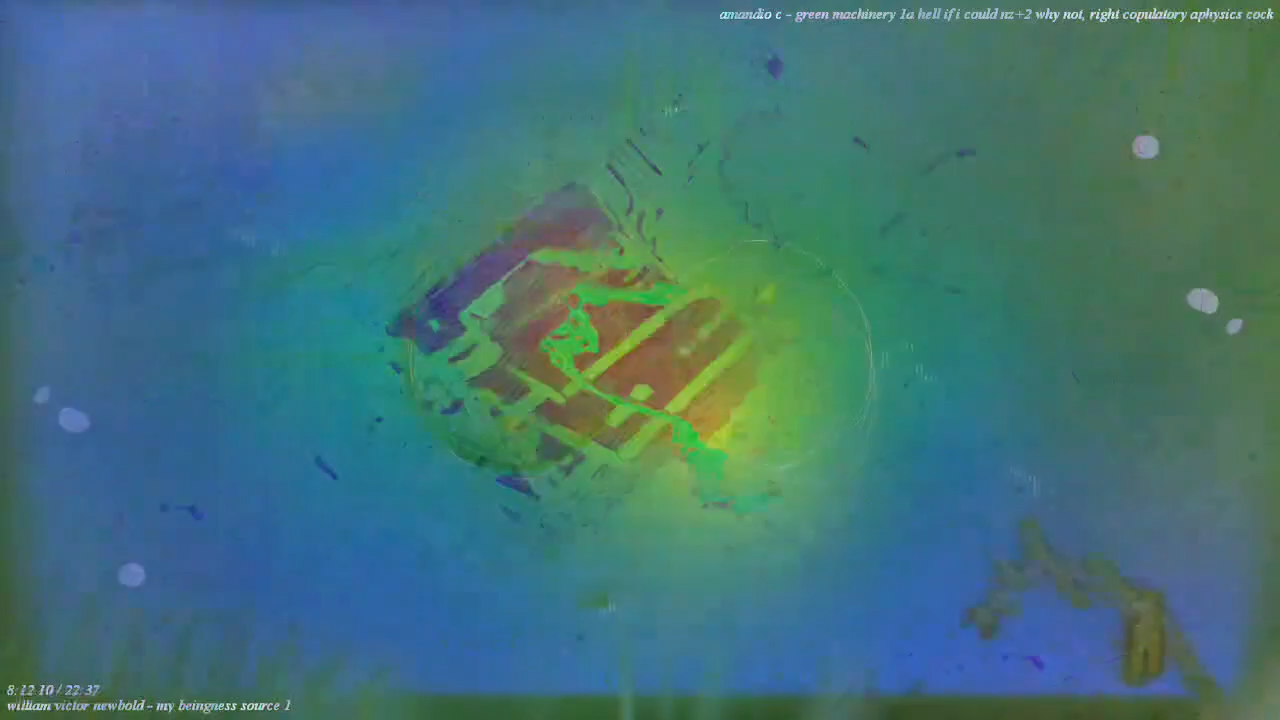 amandio c - green machinery 1a hell if i could nz+2 why not, right copulatory aphysics cock
8:12:10 / 22:37
william victor newbold - my beingness source 1